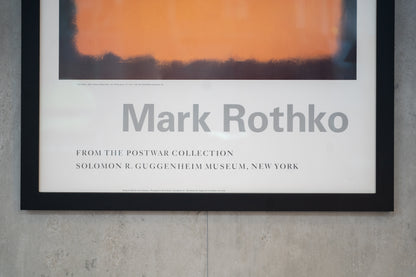 Mark Rothko
FROM THE POSTWAR COLLECTION
SOLOMON R. GUGGENHEIM MUSEUM, NEW YORK